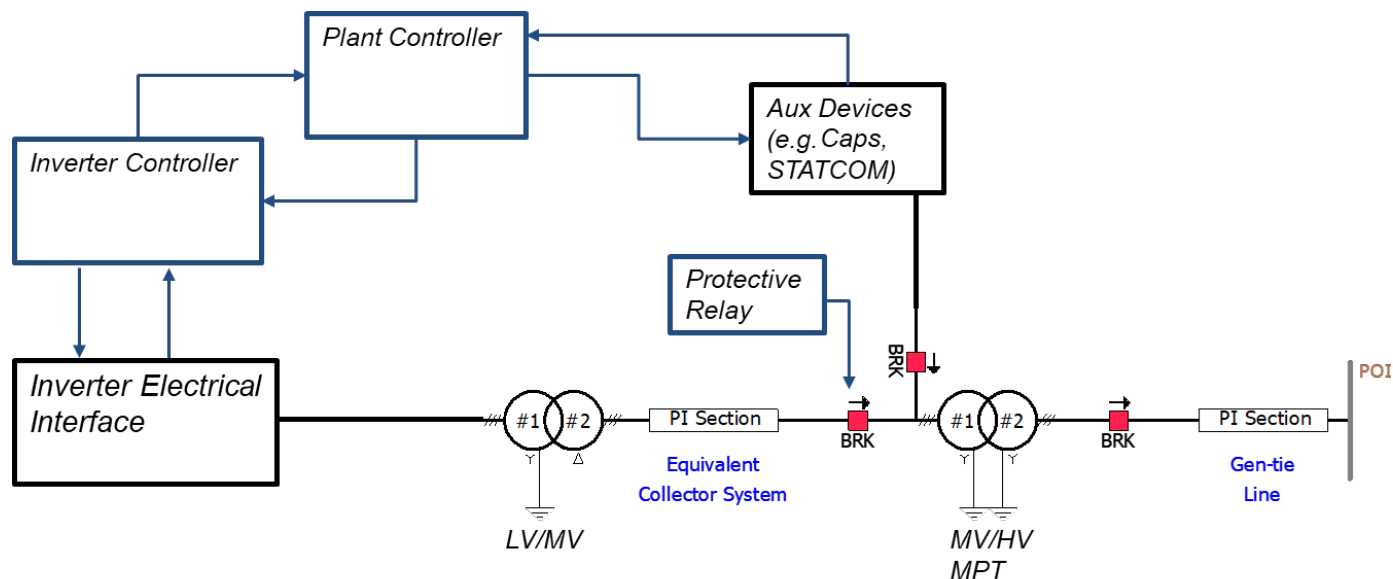 Plant Controller
Aux Devices
(e.g. Caps,
STATCOM)
Inverter Controller
Protective
Relay
BRK
POI
Inverter Electrical
Interface
#1 #2
PI Section
BRK
#1 #2
BRK
PI Section
Y
Δ
Y
Y
Equivalent
Collector System
Gen-tie
Line
LV/MV
MV/HV
MPT